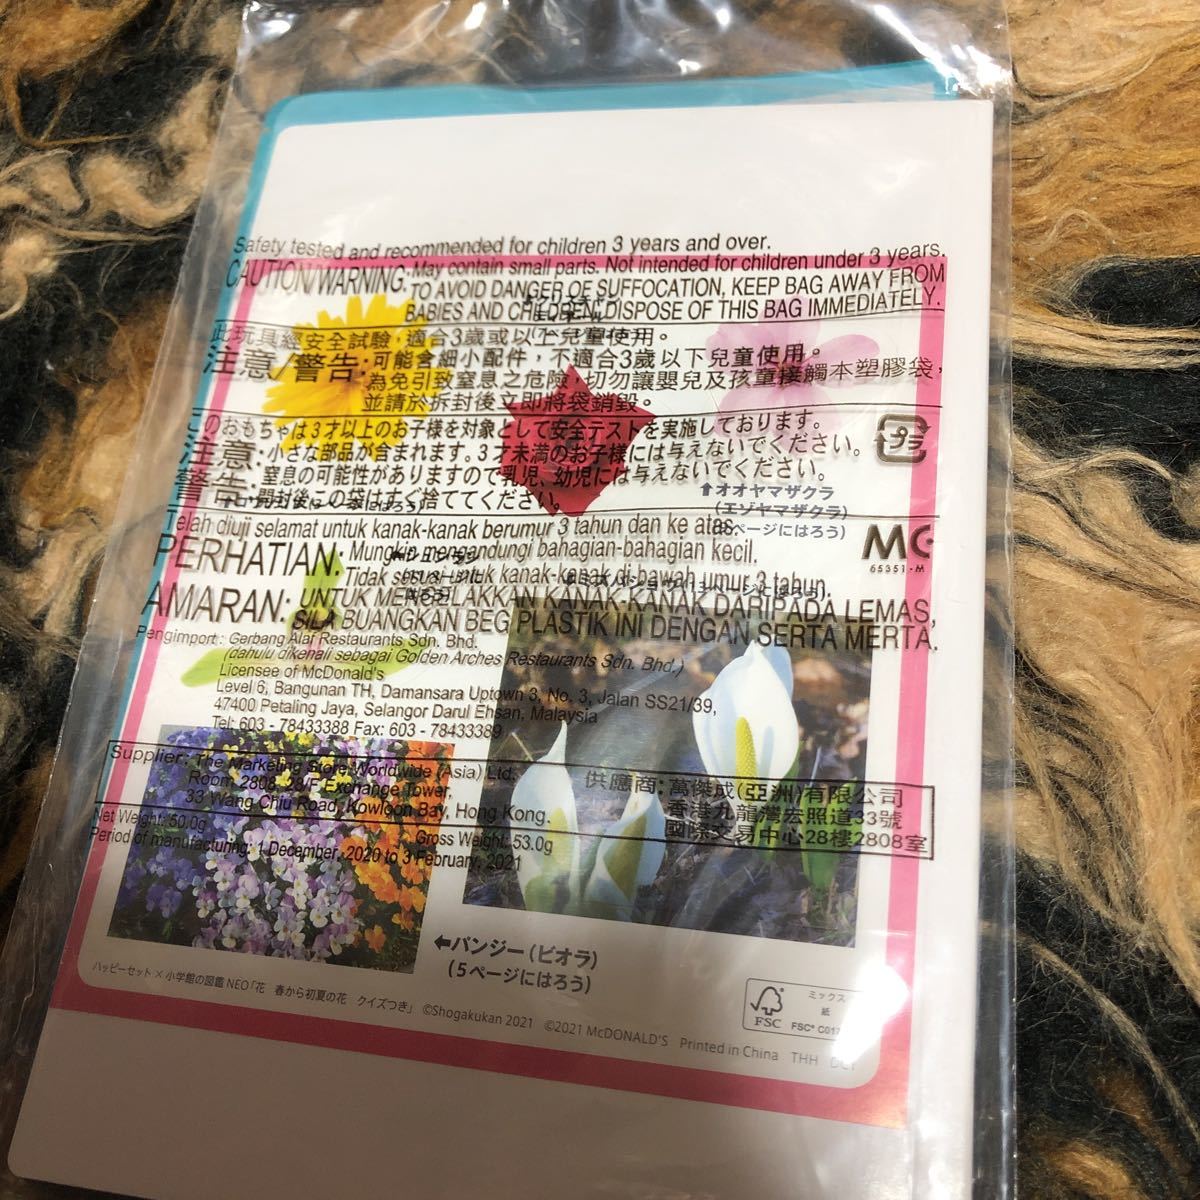 Safety tested and recommended for children 3 years and over.
CAUTION/WARNING: May contain small parts. Not intended for children under 3 years.
TO AVOID DANGER OF SUFFOCATION, KEEP BAG AWAY FROM
BABIES AND CHILDREN, DISPOSE OF THIS BAG IMMEDIATELY.
此玩具經安全試驗，適合3歲或以上兒童使用。
注意/警告: 可能含細小配件，不適合3歲以下兒童使用。
為免引致窒息之危險，切勿讓嬰兒及孩童接觸本塑膠袋，
並請於拆封後立即將袋銷毀。
このおもちゃは3才以上のお子様を対象として安全テストを実施しております。
注意: 小さな部品が含まれます。3才未満のお子様には与えないでください。
警告: 窒息の可能性がありますので乳児、幼児には与えないでください。
開封後この袋はすぐ捨ててください。
プラ
⬆オオヤマザクラ
(エゾヤマザクラ)
ページにはろう)
Telah diuji selamat untuk kanak-kanak berumur 3 tahun dan ke atas.
PERHATIAN: Mungkin mengandungi bahagian-bahagian kecil.
Tidak sesuai untuk kanak-kanak di bawah umur 3 tahun.
MC
65351-M
AMARAN: UNTUK MENGELAKKAN KANAK-KANAK DARIPADA LEMAS,
SILA BUANGKAN BEG PLASTIK INI DENGAN SERTA MERTA.
Pengimport: Gerbang Alaf Restaurants Sdn. Bhd.
(dahulu dikenali sebagai Golden Arches Restaurants Sdn. Bhd.)
Licensee of McDonald's
Level 6, Bangunan TH, Damansara Uptown 3, No. 3, Jalan SS21/39,
47400 Petaling Jaya, Selangor Darul Ehsan, Malaysia
Tel: 603 - 78433388 Fax: 603 - 78433389
Supplier: The Marketing Store Worldwide (Asia) Ltd.
Room 2808, 28/F Exchange Tower,
33 Wang Chiu Road, Kowloon Bay, Hong Kong.
供應商: 萬傑成(亞洲)有限公司
香港九龍灣宏照道33號
國際交易中心28樓2808室
Net Weight: 50.0g
Gross Weight: 53.0g
Period of manufacturing: 1 December, 2020 to 3 February, 2021
⬅パンジー(ビオラ)
(5ページにはろう)
ハッピーセット×小学館の図鑑NEO「花 春から初夏の花 クイズつき」 ©Shogakukan 2021 ©2021 McDONALD'S Printed in China THH
FSC
ミックス
紙
FSC®